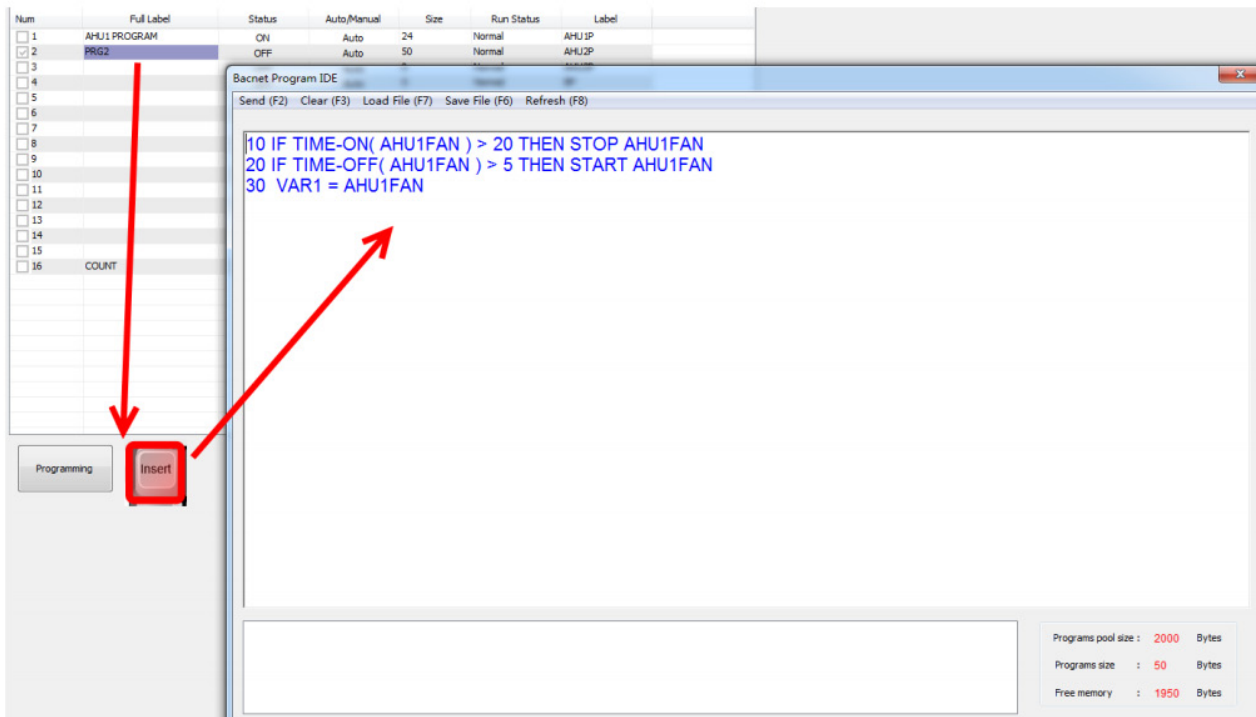 Num Full Label Status Auto/Manual Size Run Status Label
1 AHU1 PROGRAM ON Auto 24 Normal AHU1P
2 PRG2 OFF Auto 50 Normal AHU2P
3
4
5
6
7
8
9
10
11
12
13
14
15
16 COUNT
Bacnet Program IDE
Send (F2) Clear (F3) Load File (F7) Save File (F6) Refresh (F8)
10 IF TIME-ON( AHU1FAN ) > 20 THEN STOP AHU1FAN
20 IF TIME-OFF( AHU1FAN ) > 5 THEN START AHU1FAN
30 VAR1 = AHU1FAN
Programming Insert
Programs pool size : 2000 Bytes
Programs size : 50 Bytes
Free memory : 1950 Bytes